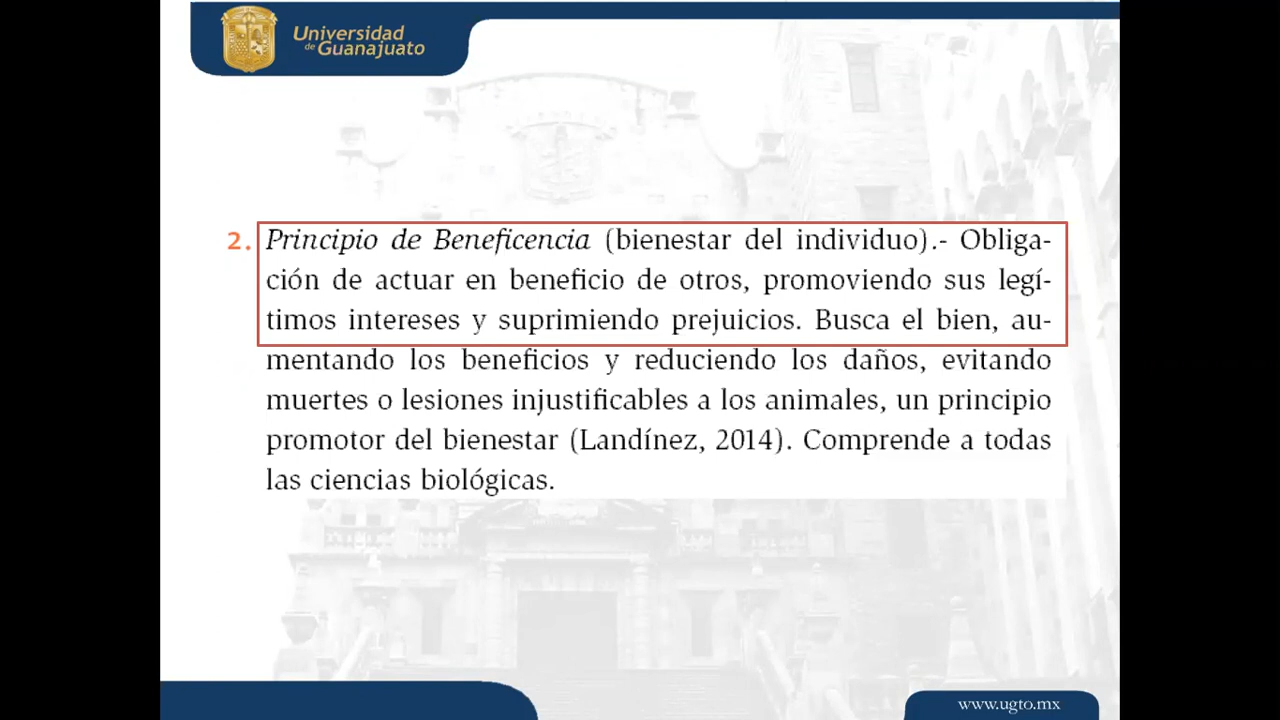 Universidad
de Guanajuato
2. Principio de Beneficencia (bienestar del individuo).- Obliga-
ción de actuar en beneficio de otros, promoviendo sus legí-
timos intereses y suprimiendo prejuicios. Busca el bien, au-
mentando los beneficios y reduciendo los daños, evitando
muertes o lesiones injustificables a los animales, un principio
promotor del bienestar (Landínez, 2014). Comprende a todas
las ciencias biológicas.
www.ugto.mx